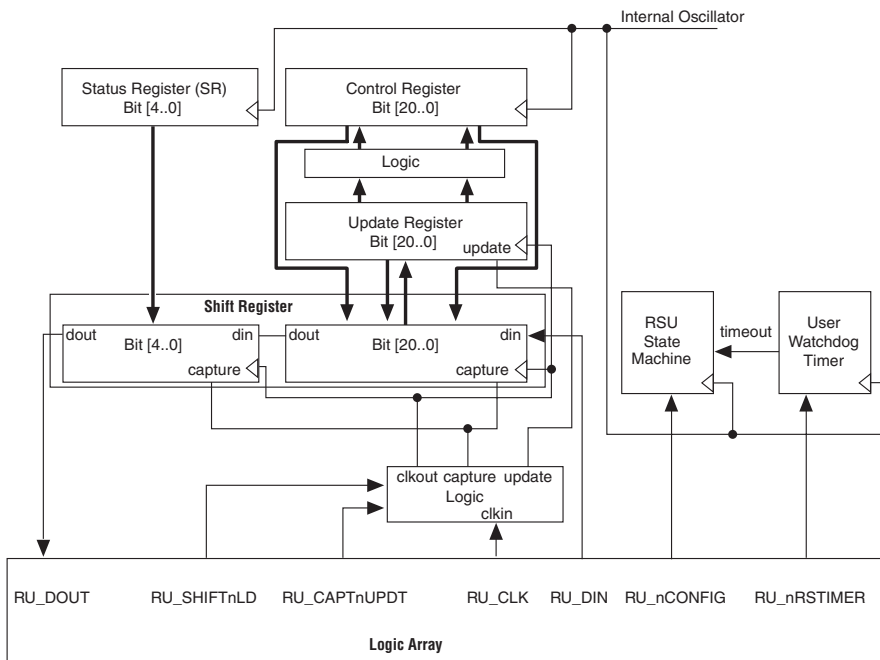 Internal Oscillator
Status Register (SR)
Bit [4..0]
Control Register
Bit [20..0]
Logic
Update Register
Bit [20..0]
update
Shift Register
dout
Bit [4..0]
din
capture
dout
Bit [20..0]
din
capture
RSU
State
Machine
timeout
User
Watchdog
Timer
clkout capture update
Logic
clkin
RU_DOUT RU_SHIFTnLD RU_CAPTnUPDT RU_CLK RU_DIN RU_nCONFIG RU_nRSTIMER
Logic Array